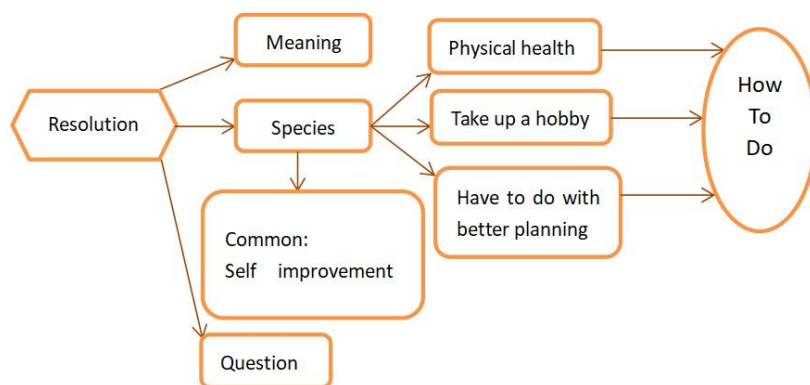 Meaning
Physical health
How
To
Do
Resolution
Species
Take up a hobby
Have to do with
better planning
Common:
Self improvement
Question